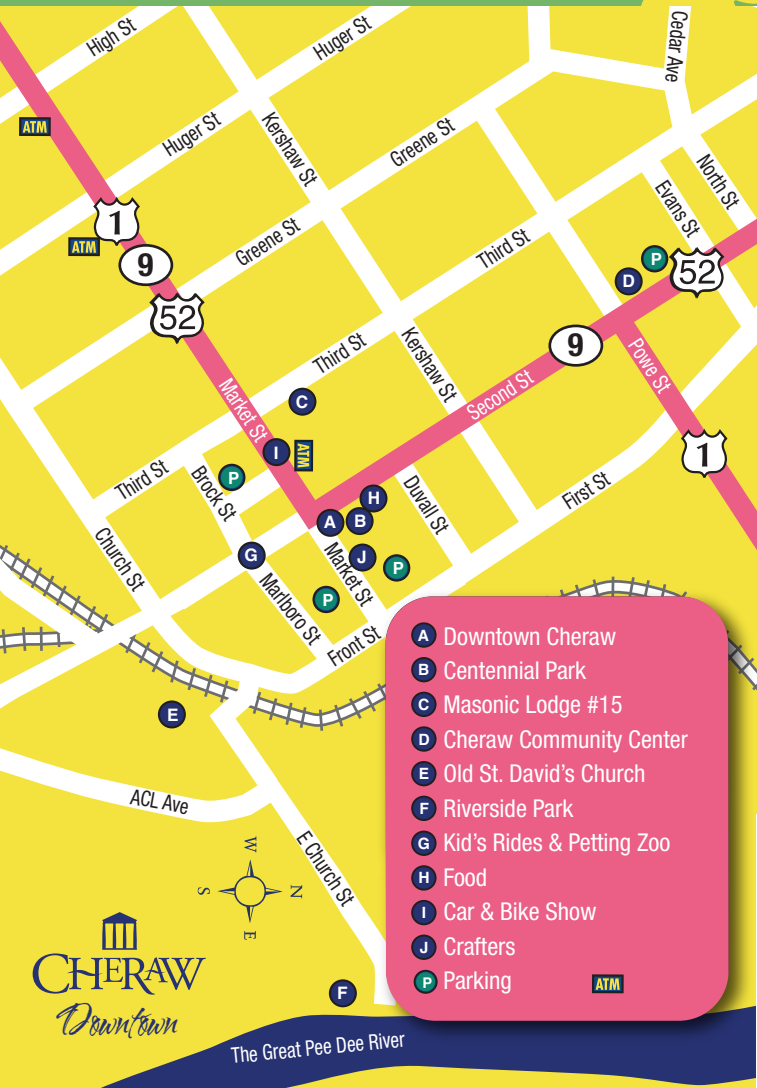 High St
Huger St
Cedar Ave
ATM
Huger St
Kershaw St
Greene St
North St
Evans St
1
ATM
9
Greene St
Third St
P
52
D
52
9
Third St
Kershaw St
Powe St
Market St
C
Second St
I
ATM
1
Third St
P
Brock St
H
Duvall St
First St
A
B
Church St
G
Market St
J
P
Marlboro St
P
Front St
E
ACL Ave
E Church St
W
S
N
E
F
CHERAW
Downtown
The Great Pee Dee River
A Downtown Cheraw
B Centennial Park
C Masonic Lodge #15
D Cheraw Community Center
E Old St. David's Church
F Riverside Park
G Kid's Rides & Petting Zoo
H Food
I Car & Bike Show
J Crafters
P Parking
ATM